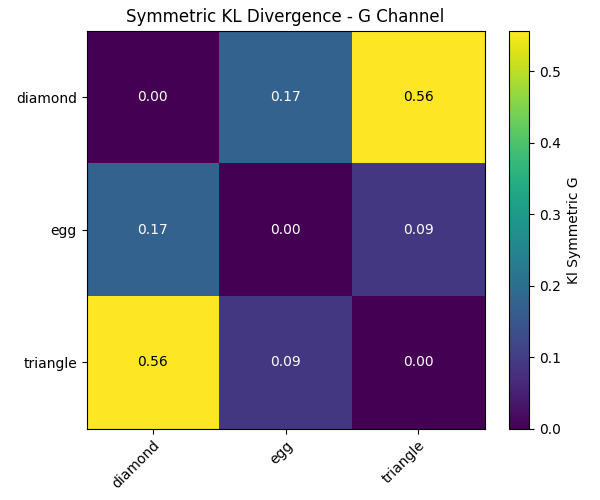 Symmetric KL Divergence - G Channel
diamond 0.00 0.17 0.56
egg 0.17 0.00 0.09
triangle 0.56 0.09 0.00
diamond egg triangle
0.5
0.4
0.3
0.2
0.1
0.0
Kl Symmetric G